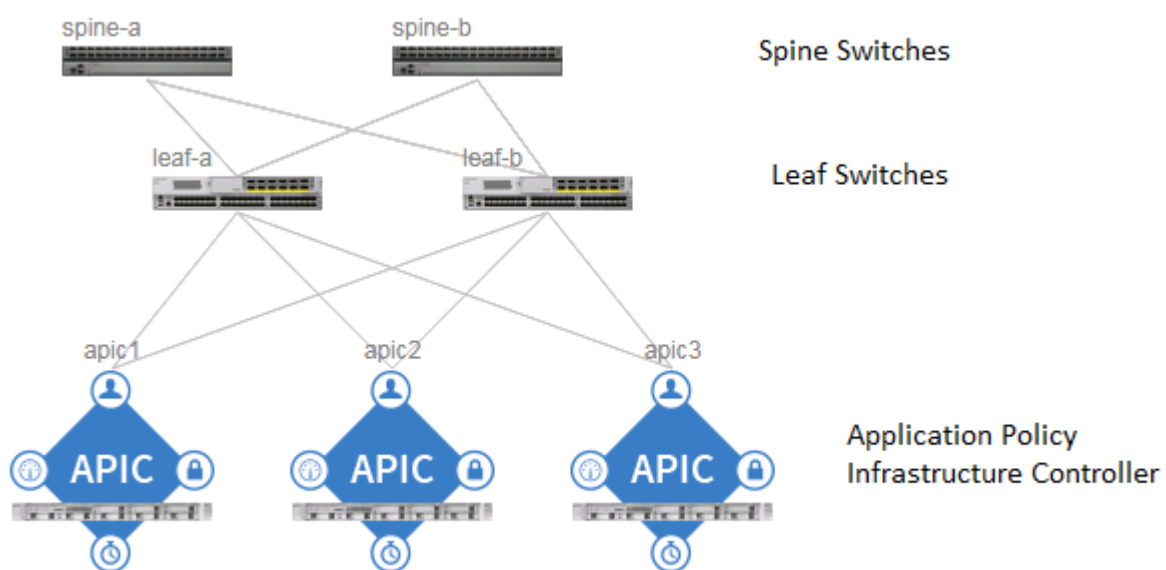 spine-a
spine-b
Spine Switches
leaf-a
leaf-b
Leaf Switches
apic1
apic2
apic3
APIC
APIC
APIC
Application Policy
Infrastructure Controller